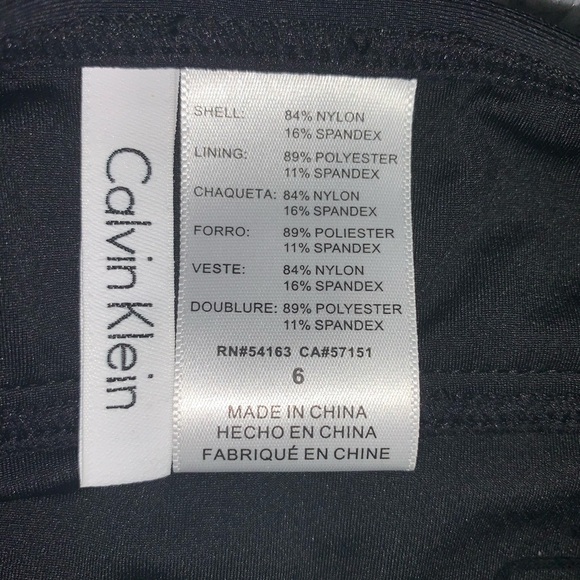 Calvin Klein
SHELL: 84% NYLON
16% SPANDEX
LINING: 89% POLYESTER
11% SPANDEX
CHAQUETA: 84% NYLON
16% SPANDEX
FORRO: 89% POLIESTER
11% SPANDEX
VESTE: 84% NYLON
16% SPANDEX
DOUBLURE: 89% POLYESTER
11% SPANDEX
RN#54163 CA#57151
6
MADE IN CHINA
HECHO EN CHINA
FABRIQUÉ EN CHINE